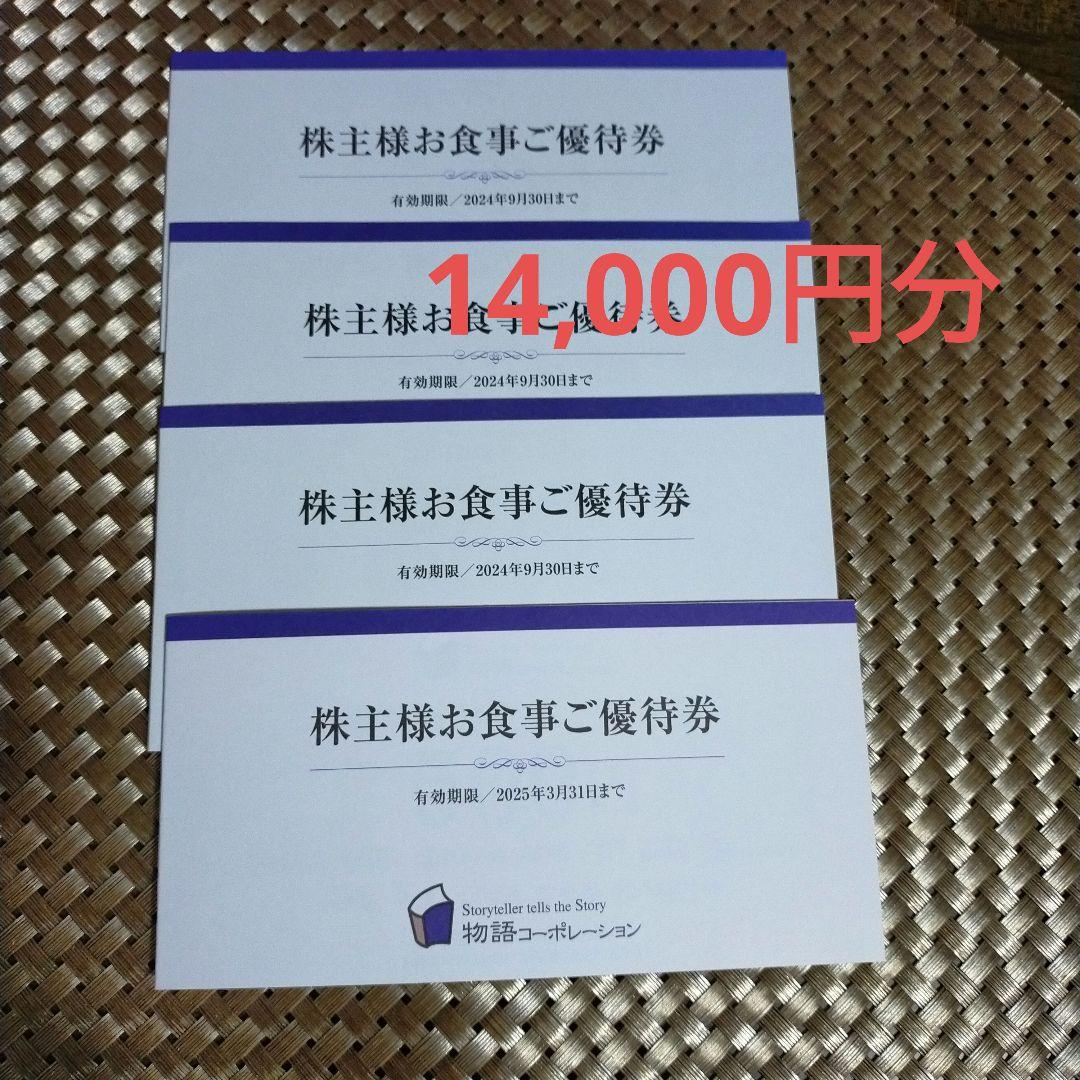 株主様お食事ご優待券
有効期限／2024年9月30日まで
14,000円分
株主様お食事ご優待券
有効期限／2024年9月30日まで
株主様お食事ご優待券
有効期限／2024年9月30日まで
株主様お食事ご優待券
有効期限／2025年3月31日まで
Storyteller tells the Story
物語コーポレーション